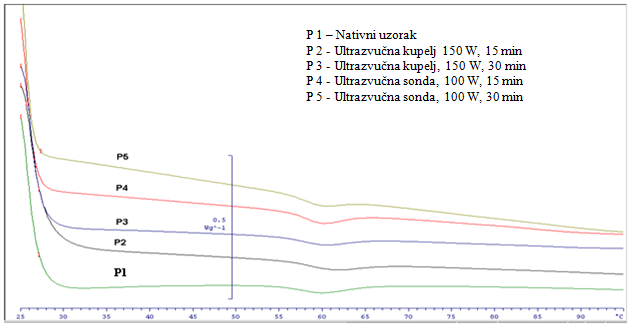 P 1 – Nativni uzorak
P 2 - Ultrazvučna kupelj 150 W, 15 min
P 3 - Ultrazvučna kupelj, 150 W, 30 min
P 4 - Ultrazvučna sonda, 100 W, 15 min
P 5 - Ultrazvučna sonda, 100 W, 30 min
P5
P4
P3
0.5
Wg^-1
P2
P1
25 30 35 40 45 50 55 60 65 70 75 80 85 90 °C